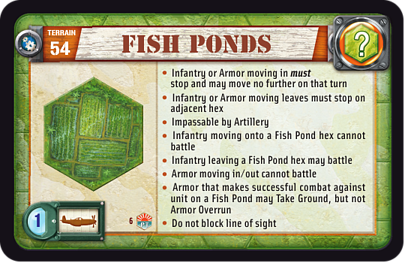 TERRAIN
54
FISH PONDS
?
• Infantry or Armor moving in must
stop and may move no further on that turn
• Infantry or Armor moving leaves must stop on
adjacent hex
• Impassable by Artillery
• Infantry moving onto a Fish Pond hex cannot
battle
• Infantry leaving a Fish Pond hex may battle
• Armor moving in/out cannot battle
• Armor that makes successful combat against
unit on a Fish Pond may Take Ground, but not
Armor Overrun
• Do not block line of sight
1
6